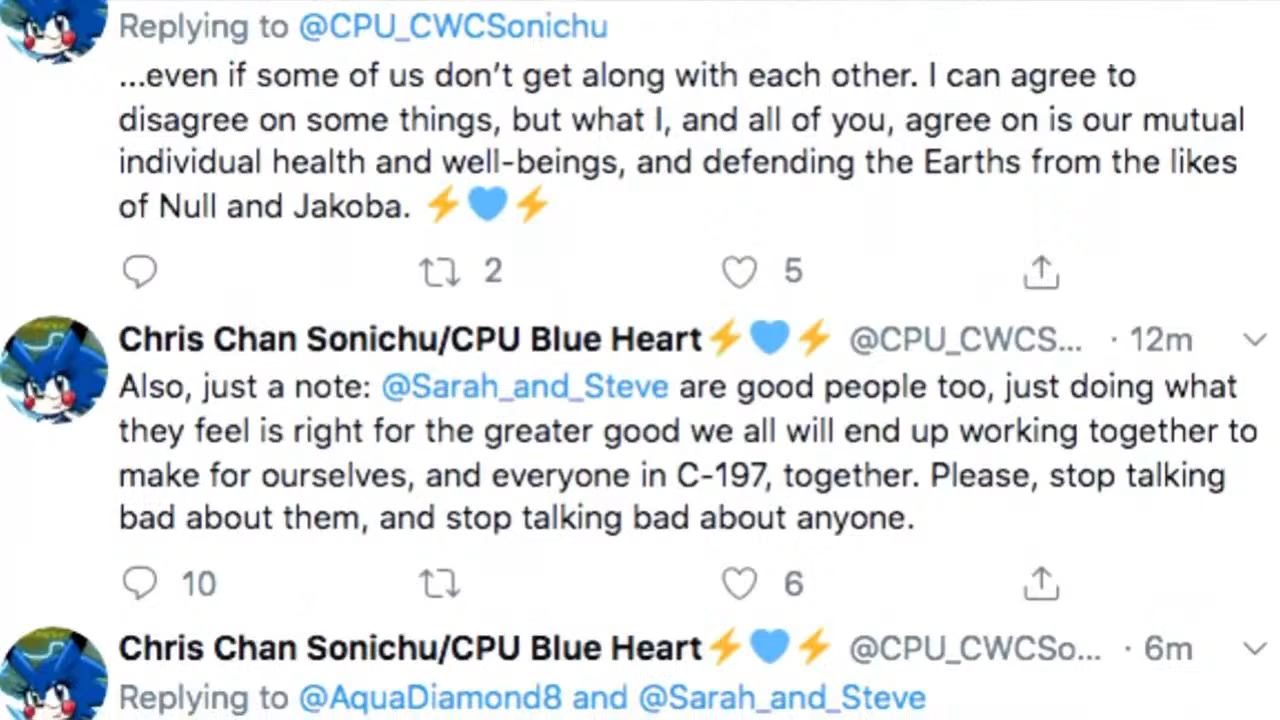 Replying to @CPU_CWCSonichu
...even if some of us don't get along with each other. I can agree to
disagree on some things, but what I, and all of you, agree on is our mutual
individual health and well-beings, and defending the Earths from the likes
of Null and Jakoba. ⚡💙⚡
2 5
Chris Chan Sonichu/CPU Blue Heart⚡💙⚡ @CPU_CWCS... · 12m
Also, just a note: @Sarah_and_Steve are good people too, just doing what
they feel is right for the greater good we all will end up working together to
make for ourselves, and everyone in C-197, together. Please, stop talking
bad about them, and stop talking bad about anyone.
10 6
Chris Chan Sonichu/CPU Blue Heart⚡💙⚡ @CPU_CWCSo... · 6m
Replying to @AquaDiamond8 and @Sarah_and_Steve